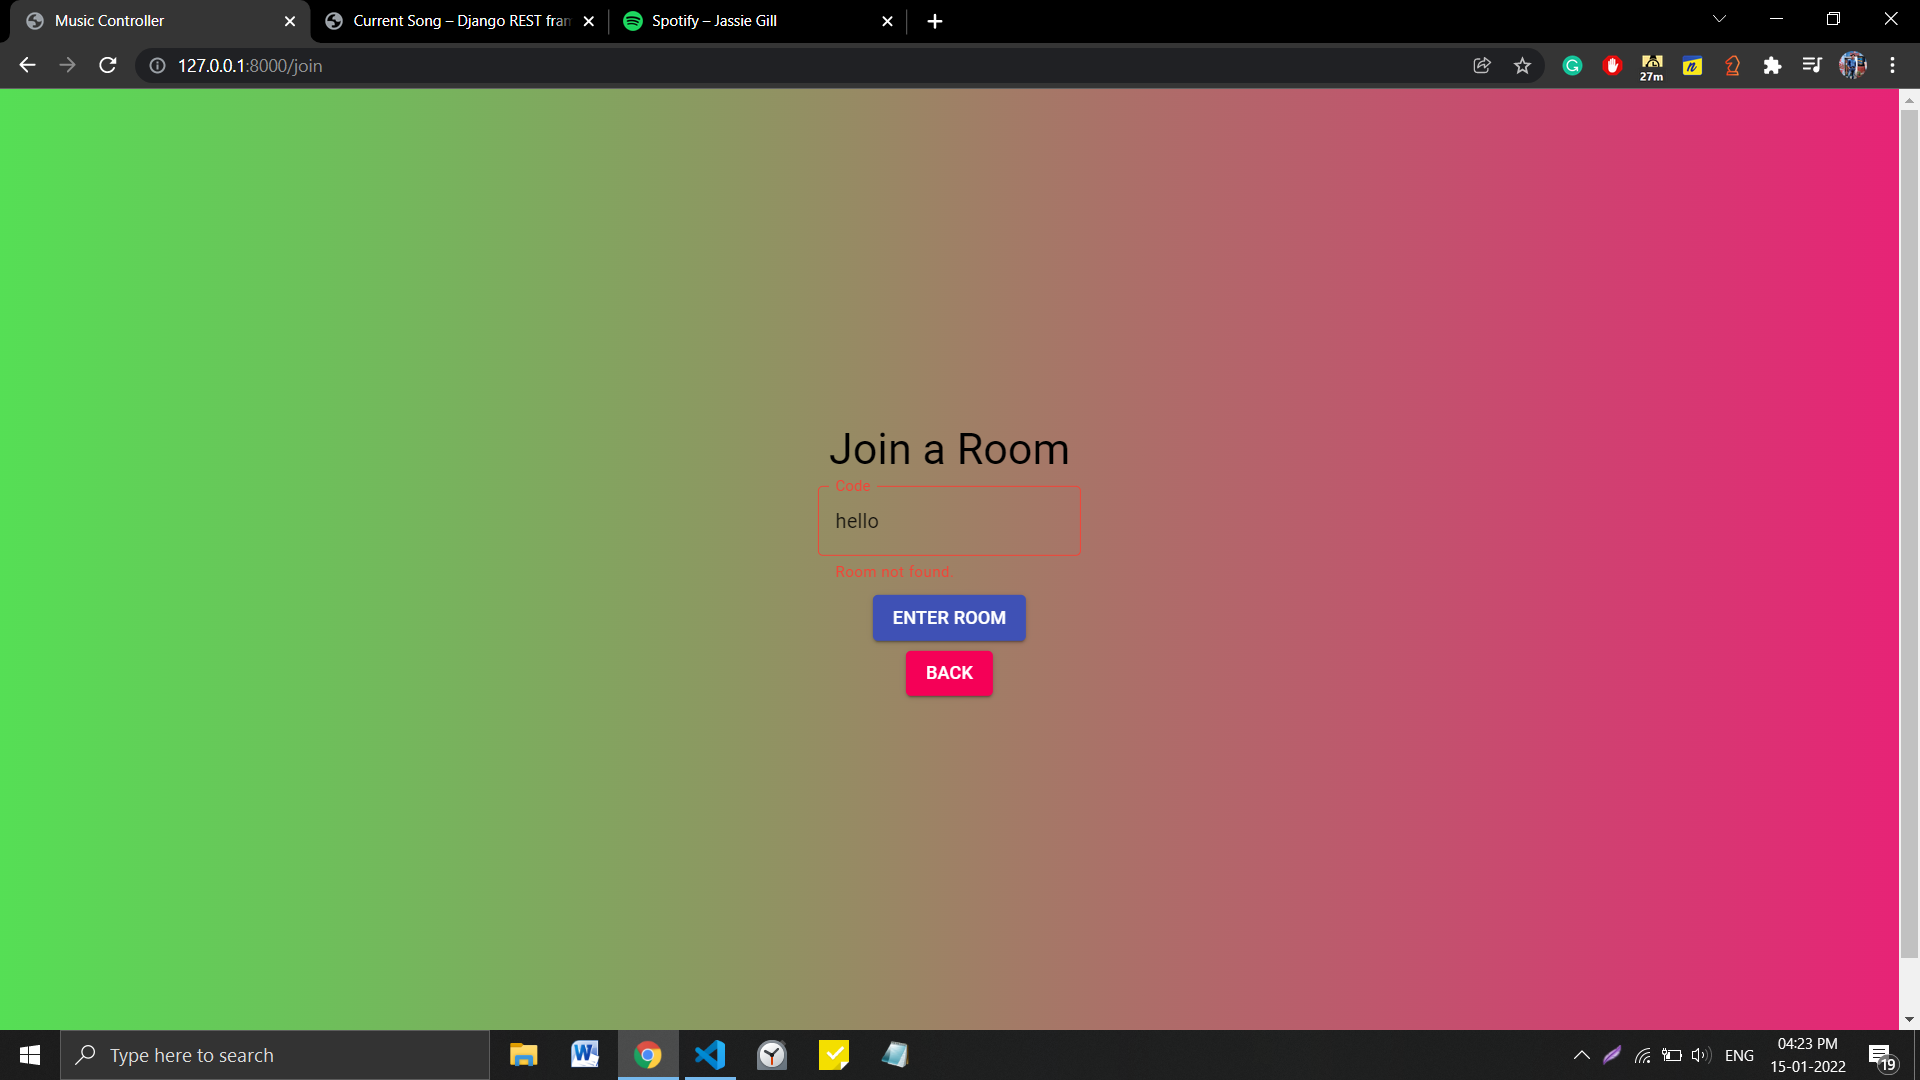 Music Controller
Current Song – Django REST fram
Spotify – Jassie Gill
127.0.0.1:8000/join
27m
Join a Room
Code
hello
Room not found.
ENTER ROOM
BACK
Type here to search
ENG
04:23 PM
15-01-2022
19